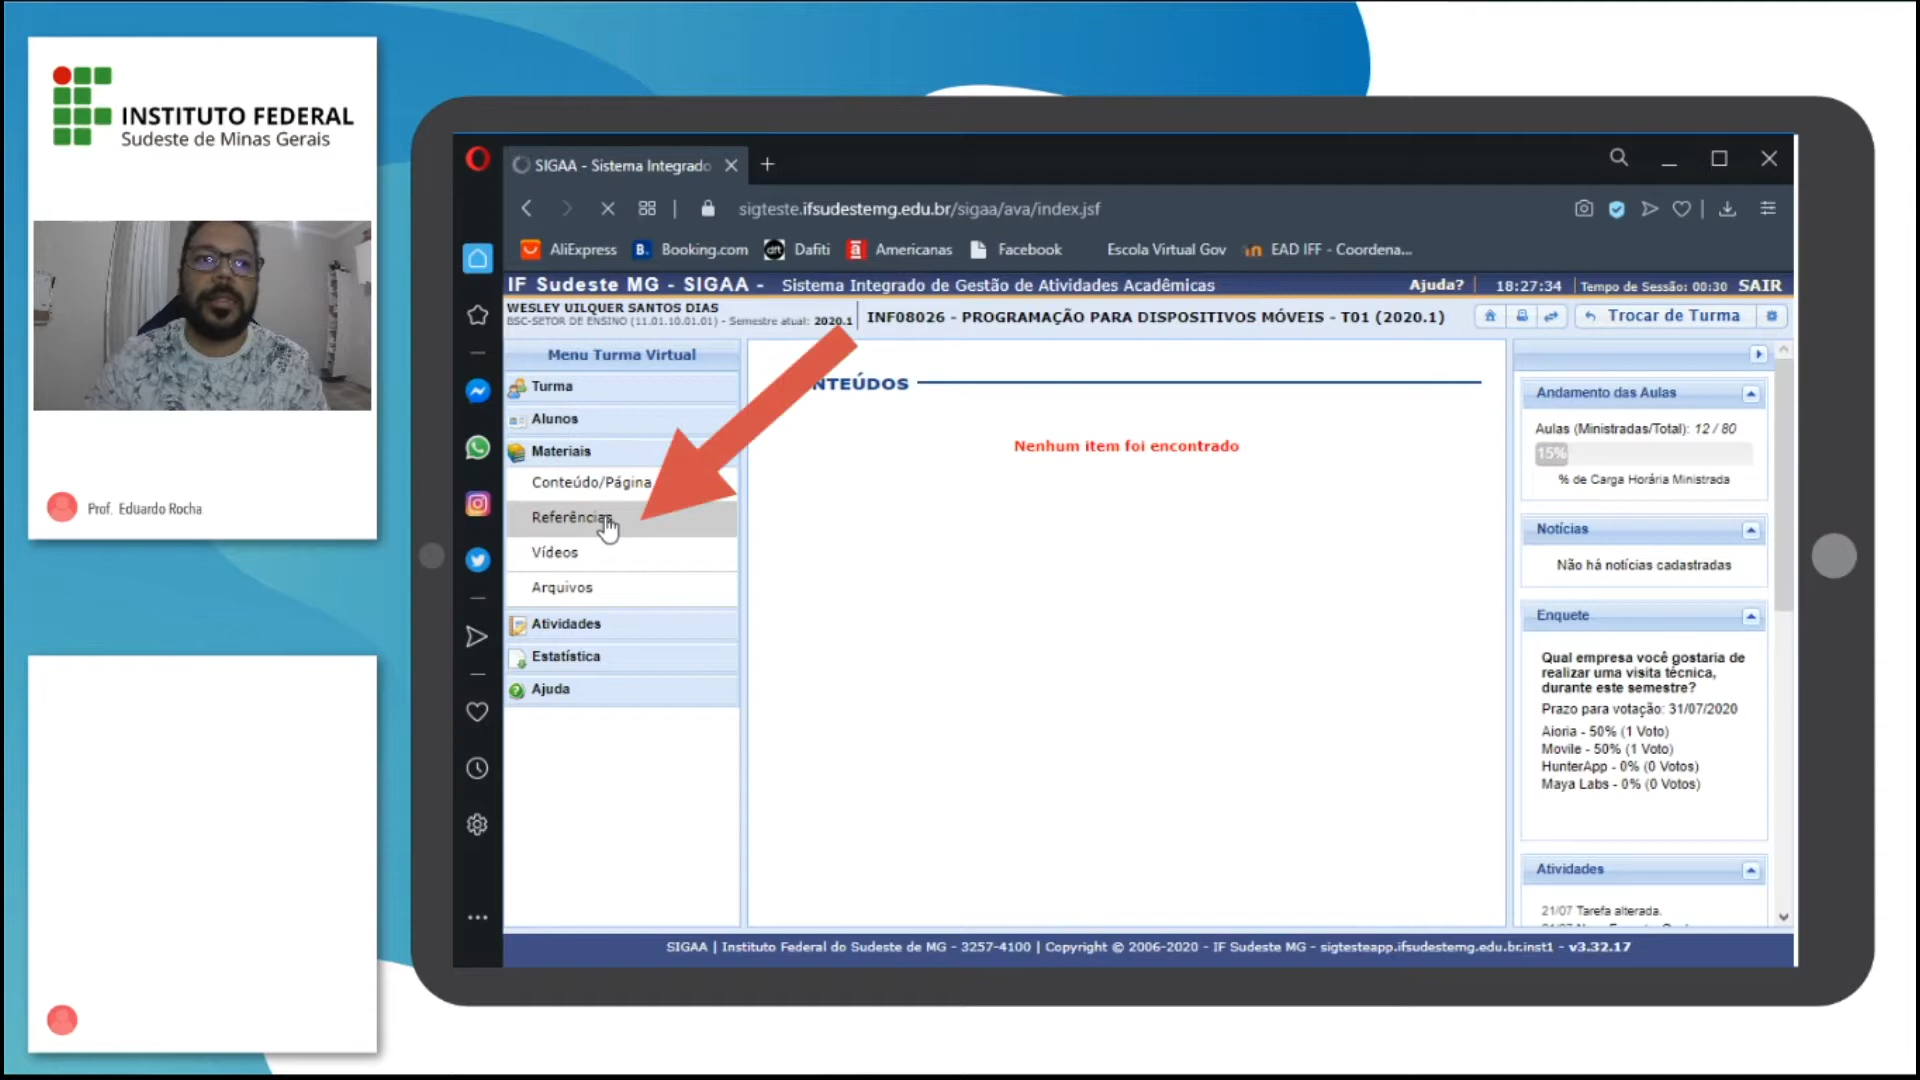 INSTITUTO FEDERAL
Sudeste de Minas Gerais
Prof. Eduardo Rocha
SIGAA - Sistema Integrado
sigteste.ifsudestemg.edu.br/sigaa/ava/index.jsf
AliExpress
B. Booking.com
Dafiti
a Americanas
Facebook
Escola Virtual Gov
EAD IFF - Coordena...
IF Sudeste MG - SIGAA - Sistema Integrado de Gestão de Atividades Acadêmicas
Ajuda? 18:27:34 Tempo de Sessão: 00:30 SAIR
WESLEY UILQUER SANTOS DIAS
BSC-SETOR DE ENSINO (11.01.10.01.01) - Semestre atual: 2020.1
INF08026 - PROGRAMAÇÃO PARA DISPOSITIVOS MÓVEIS - T01 (2020.1)
Trocar de Turma
Menu Turma Virtual
Turma
Alunos
Materiais
Conteúdo/Página
Referências
Vídeos
Arquivos
Atividades
Estatística
Ajuda
NTEÚDOS
Nenhum item foi encontrado
Andamento das Aulas
Aulas (Ministradas/Total): 12 / 80
15%
% de Carga Horária Ministrada
Notícias
Não há notícias cadastradas
Enquete
Qual empresa você gostaria de
realizar uma visita técnica,
durante este semestre?
Prazo para votação: 31/07/2020
Aioria - 50% (1 Voto)
Movile - 50% (1 Voto)
HunterApp - 0% (0 Votos)
Maya Labs - 0% (0 Votos)
Atividades
21/07 Tarefa alterada.
SIGAA | Instituto Federal do Sudeste de MG - 3257-4100 | Copyright © 2006-2020 - IF Sudeste MG - sigtesteapp.ifsudestemg.edu.br.inst1 - v3.32.17